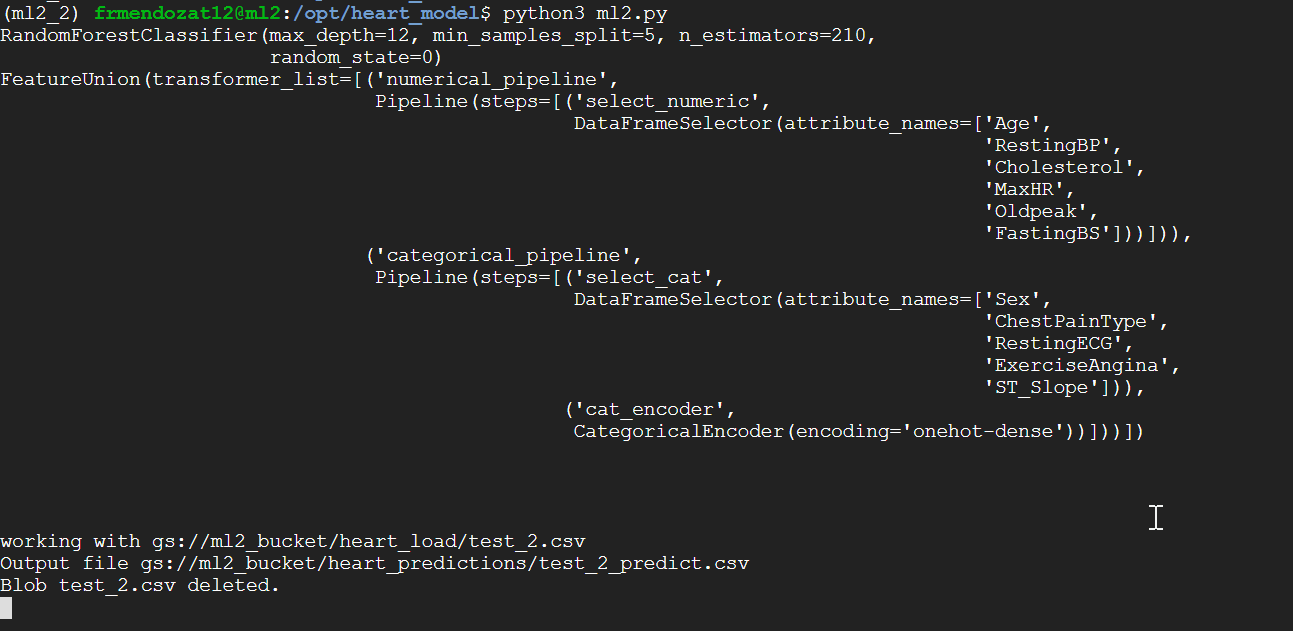 (ml2_2) frmendozat12@ml2:/opt/heart_model$ python3 ml2.py
RandomForestClassifier(max_depth=12, min_samples_split=5, n_estimators=210,
random_state=0)
FeatureUnion(transformer_list=[('numerical_pipeline',
Pipeline(steps=[('select_numeric',
DataFrameSelector(attribute_names=['Age',
'RestingBP',
'Cholesterol',
'MaxHR',
'Oldpeak',
'FastingBS']))])),
('categorical_pipeline',
Pipeline(steps=[('select_cat',
DataFrameSelector(attribute_names=['Sex',
'ChestPainType',
'RestingECG',
'ExerciseAngina',
'ST_Slope'])),
('cat_encoder',
CategoricalEncoder(encoding='onehot-dense'))]))])
working with gs://ml2_bucket/heart_load/test_2.csv
Output file gs://ml2_bucket/heart_predictions/test_2_predict.csv
Blob test_2.csv deleted.